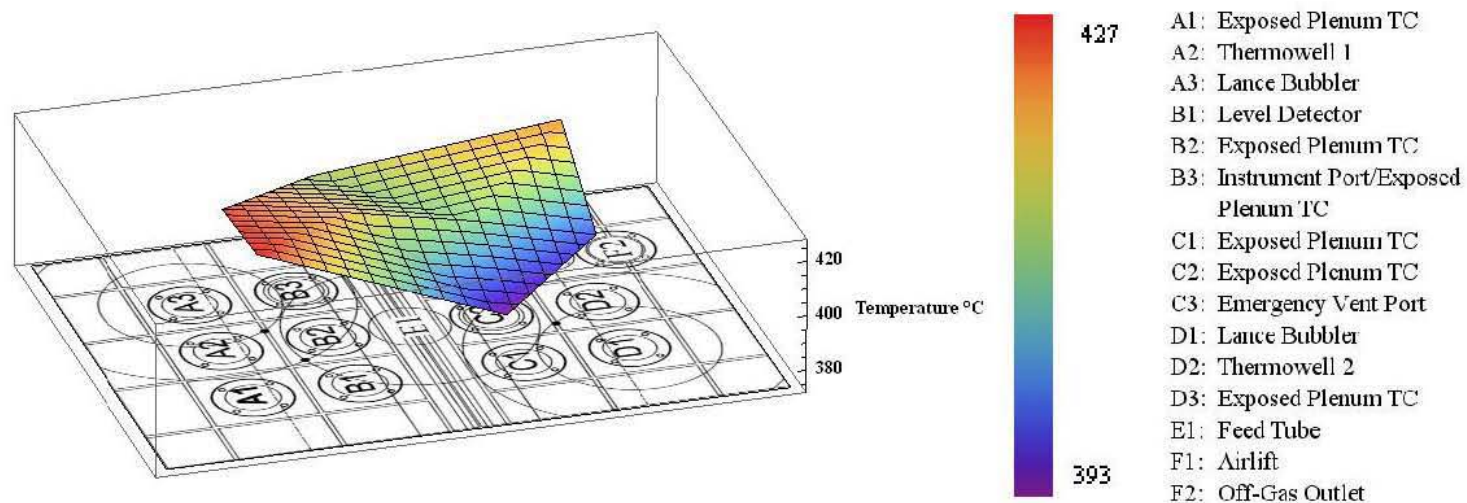 427
393
A1: Exposed Plenum TC
A2: Thermowell 1
A3: Lance Bubbler
B1: Level Detector
B2: Exposed Plenum TC
B3: Instrument Port/Exposed
Plenum TC
C1: Exposed Plenum TC
C2: Exposed Plenum TC
C3: Emergency Vent Port
D1: Lance Bubbler
D2: Thermowell 2
D3: Exposed Plenum TC
E1: Feed Tube
F1: Airlift
F2: Off-Gas Outlet
420
400
380
Temperature °C
A3
B3
F2
A2
B2
E1
D2
A1
B1
C1
D1